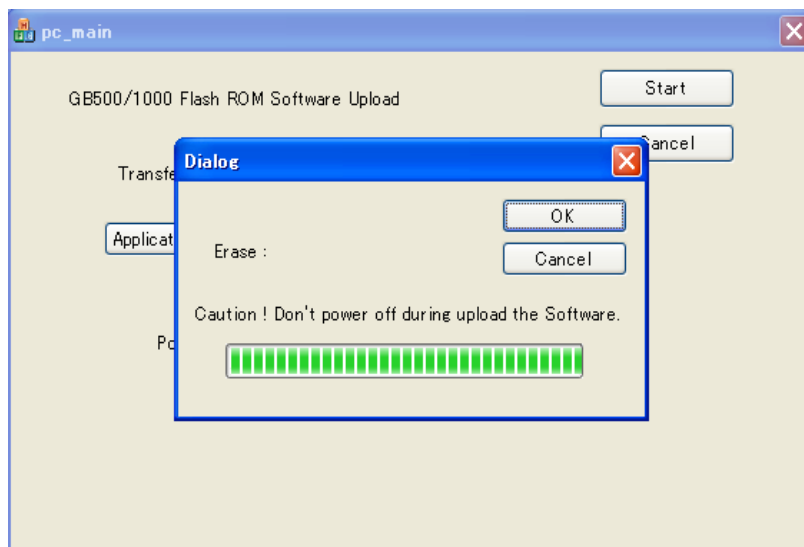 pc_main
GB500/1000 Flash ROM Software Upload
Start
Cancel
Dialog
OK
Erase :
Cancel
Caution ! Don't power off during upload the Software.